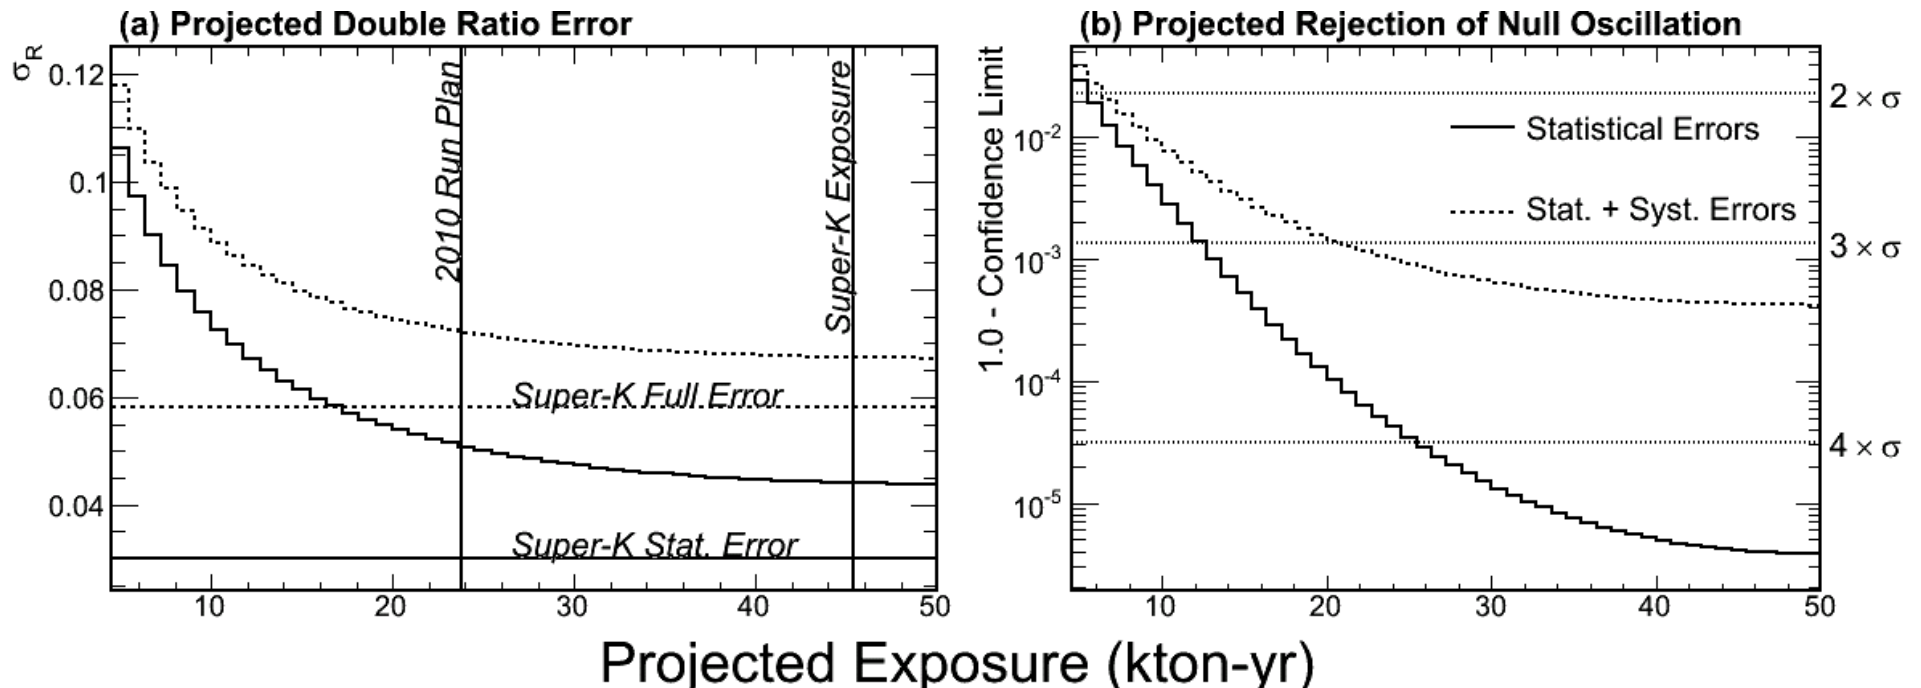 (a) Projected Double Ratio Error
σR
0.12
0.1
0.08
0.06
0.04
2010 Run Plan
Super-K Exposure
Super-K Full Error
Super-K Stat. Error
10
20
30
40
50
(b) Projected Rejection of Null Oscillation
1.0 - Confidence Limit
10-2
10-3
10-4
10-5
Statistical Errors
Stat. + Syst. Errors
2 × σ
3 × σ
4 × σ
10
20
30
40
50
Projected Exposure (kton-yr)